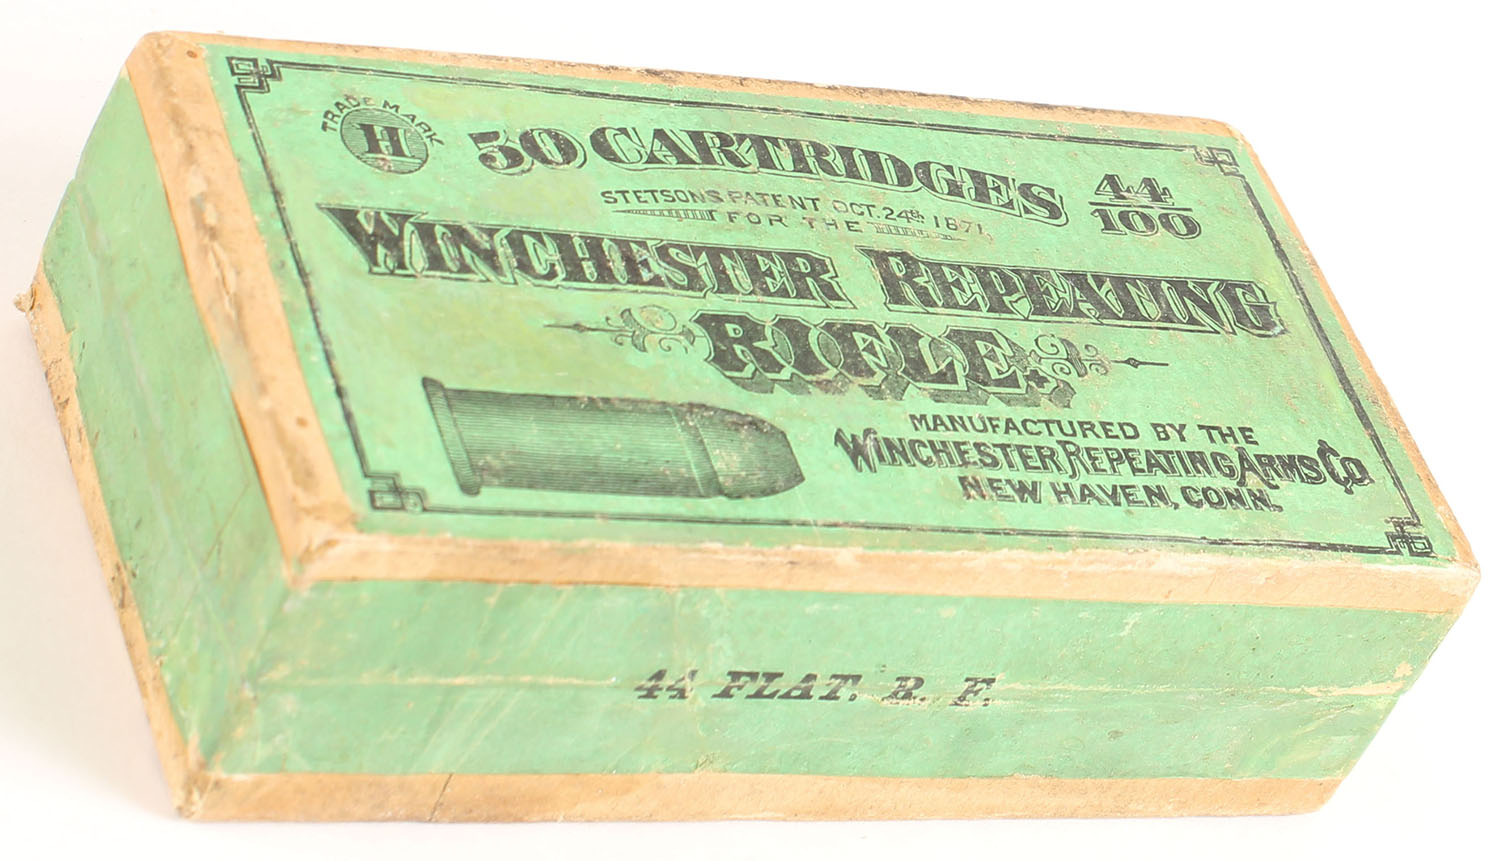 TRADE MARK
H
50 CARTRIDGES 44/100
STETSONS PATENT OCT. 24th 1871,
FOR THE
WINCHESTER REPEATING
RIFLE.
MANUFACTURED BY THE
WINCHESTER REPEATING ARMS CO.
NEW HAVEN, CONN.
44 FLAT. R. F.